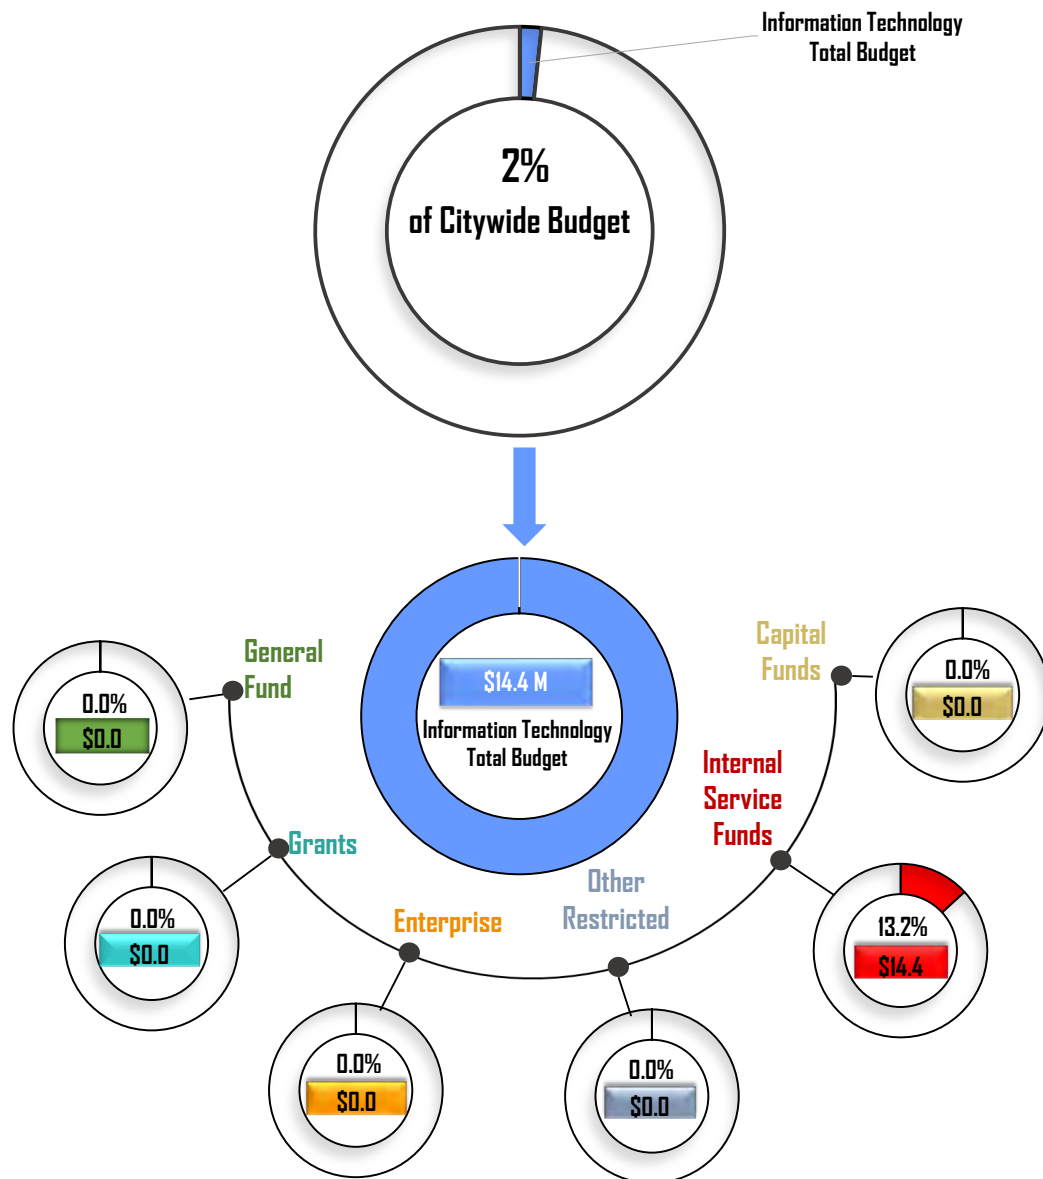 Information Technology
Total Budget
2%
of Citywide Budget
$14.4 M
Information Technology
Total Budget
General
Fund
0.0%
$0.0
Grants
0.0%
$0.0
Enterprise
0.0%
$0.0
Other
Restricted
0.0%
$0.0
Internal
Service
Funds
13.2%
$14.4
Capital
Funds
0.0%
$0.0